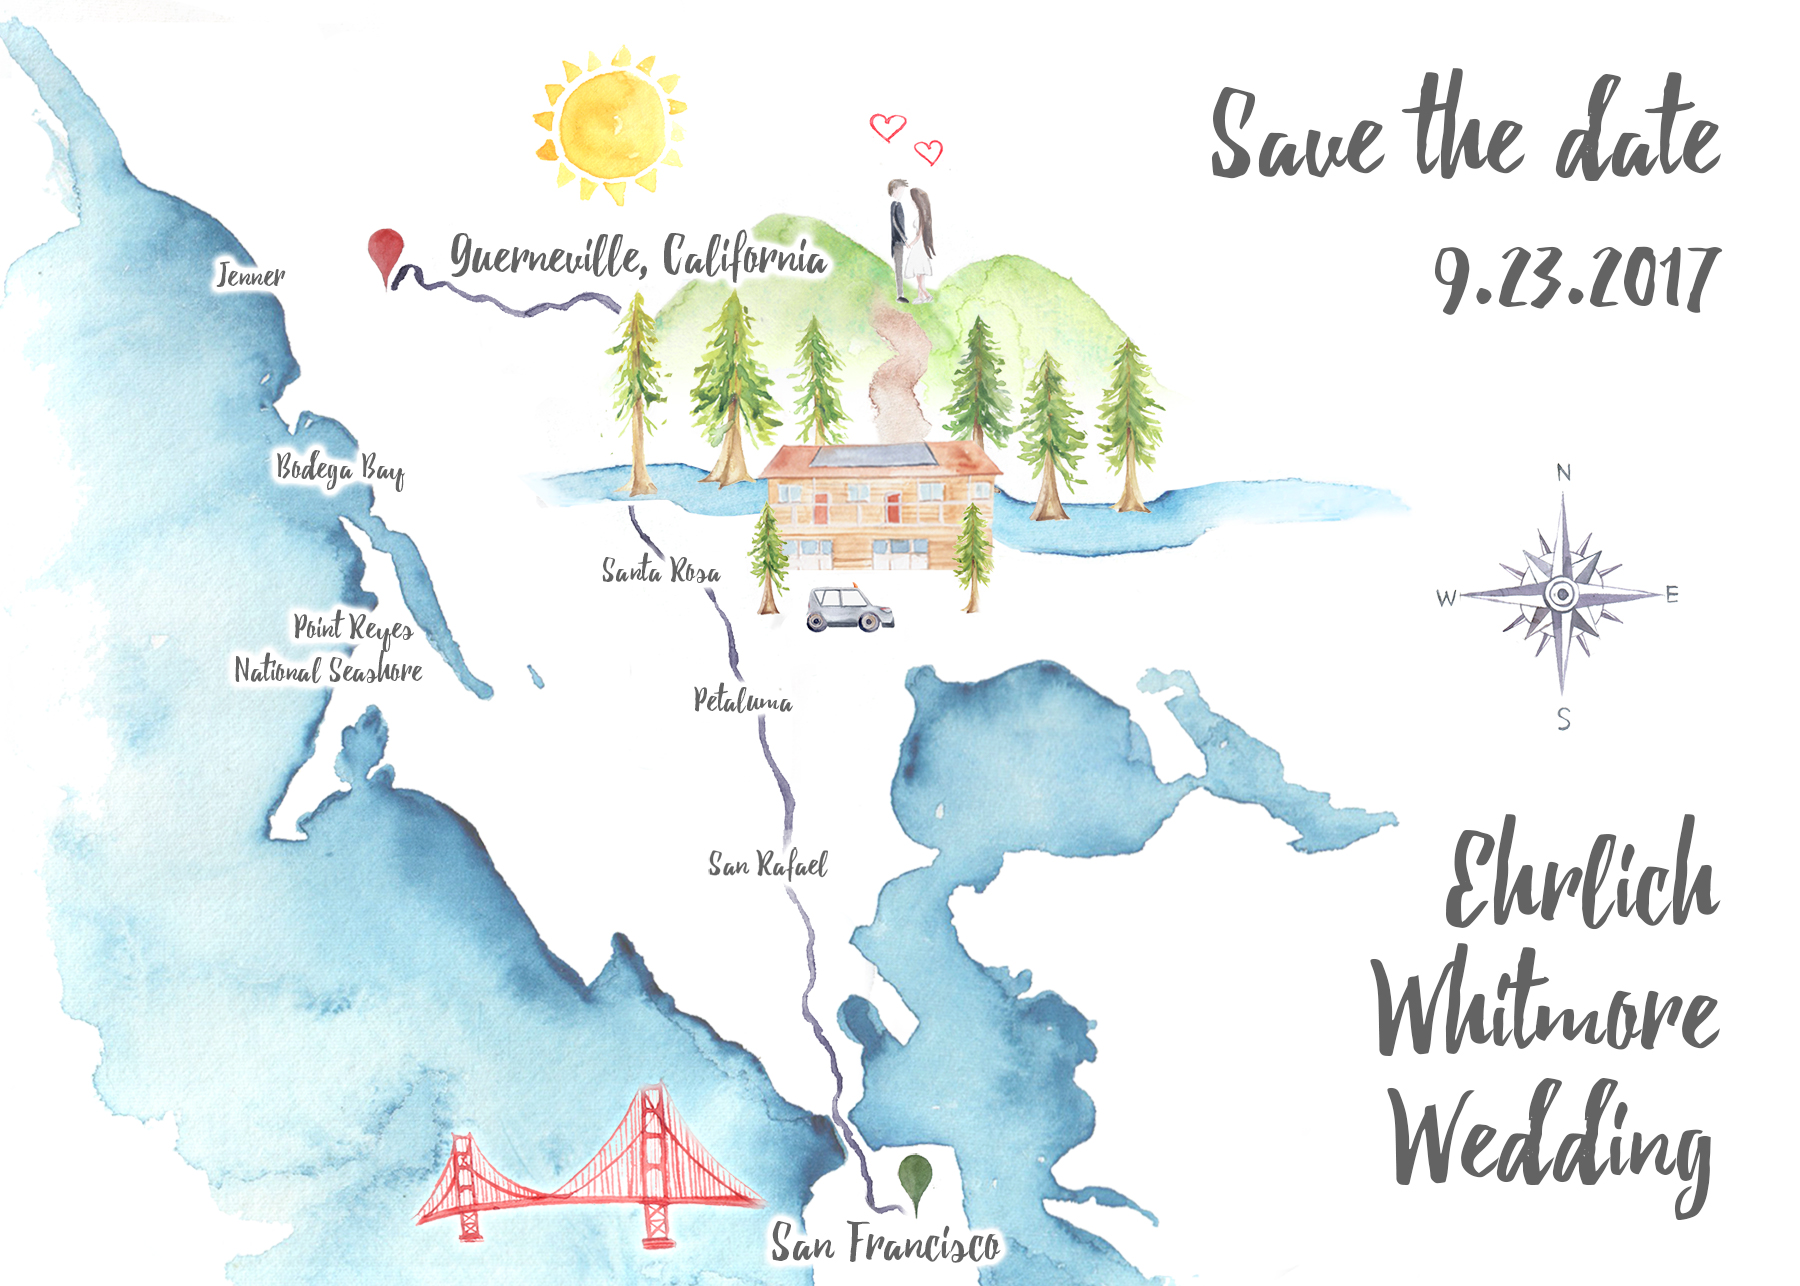 Save the date
9.23.2017
Guerneville, California
Jenner
Bodega Bay
Santa Rosa
Point Reyes
National Seashore
Petaluma
San Rafael
San Francisco
N
W
E
S
Ehrlich
Whitmore
Wedding